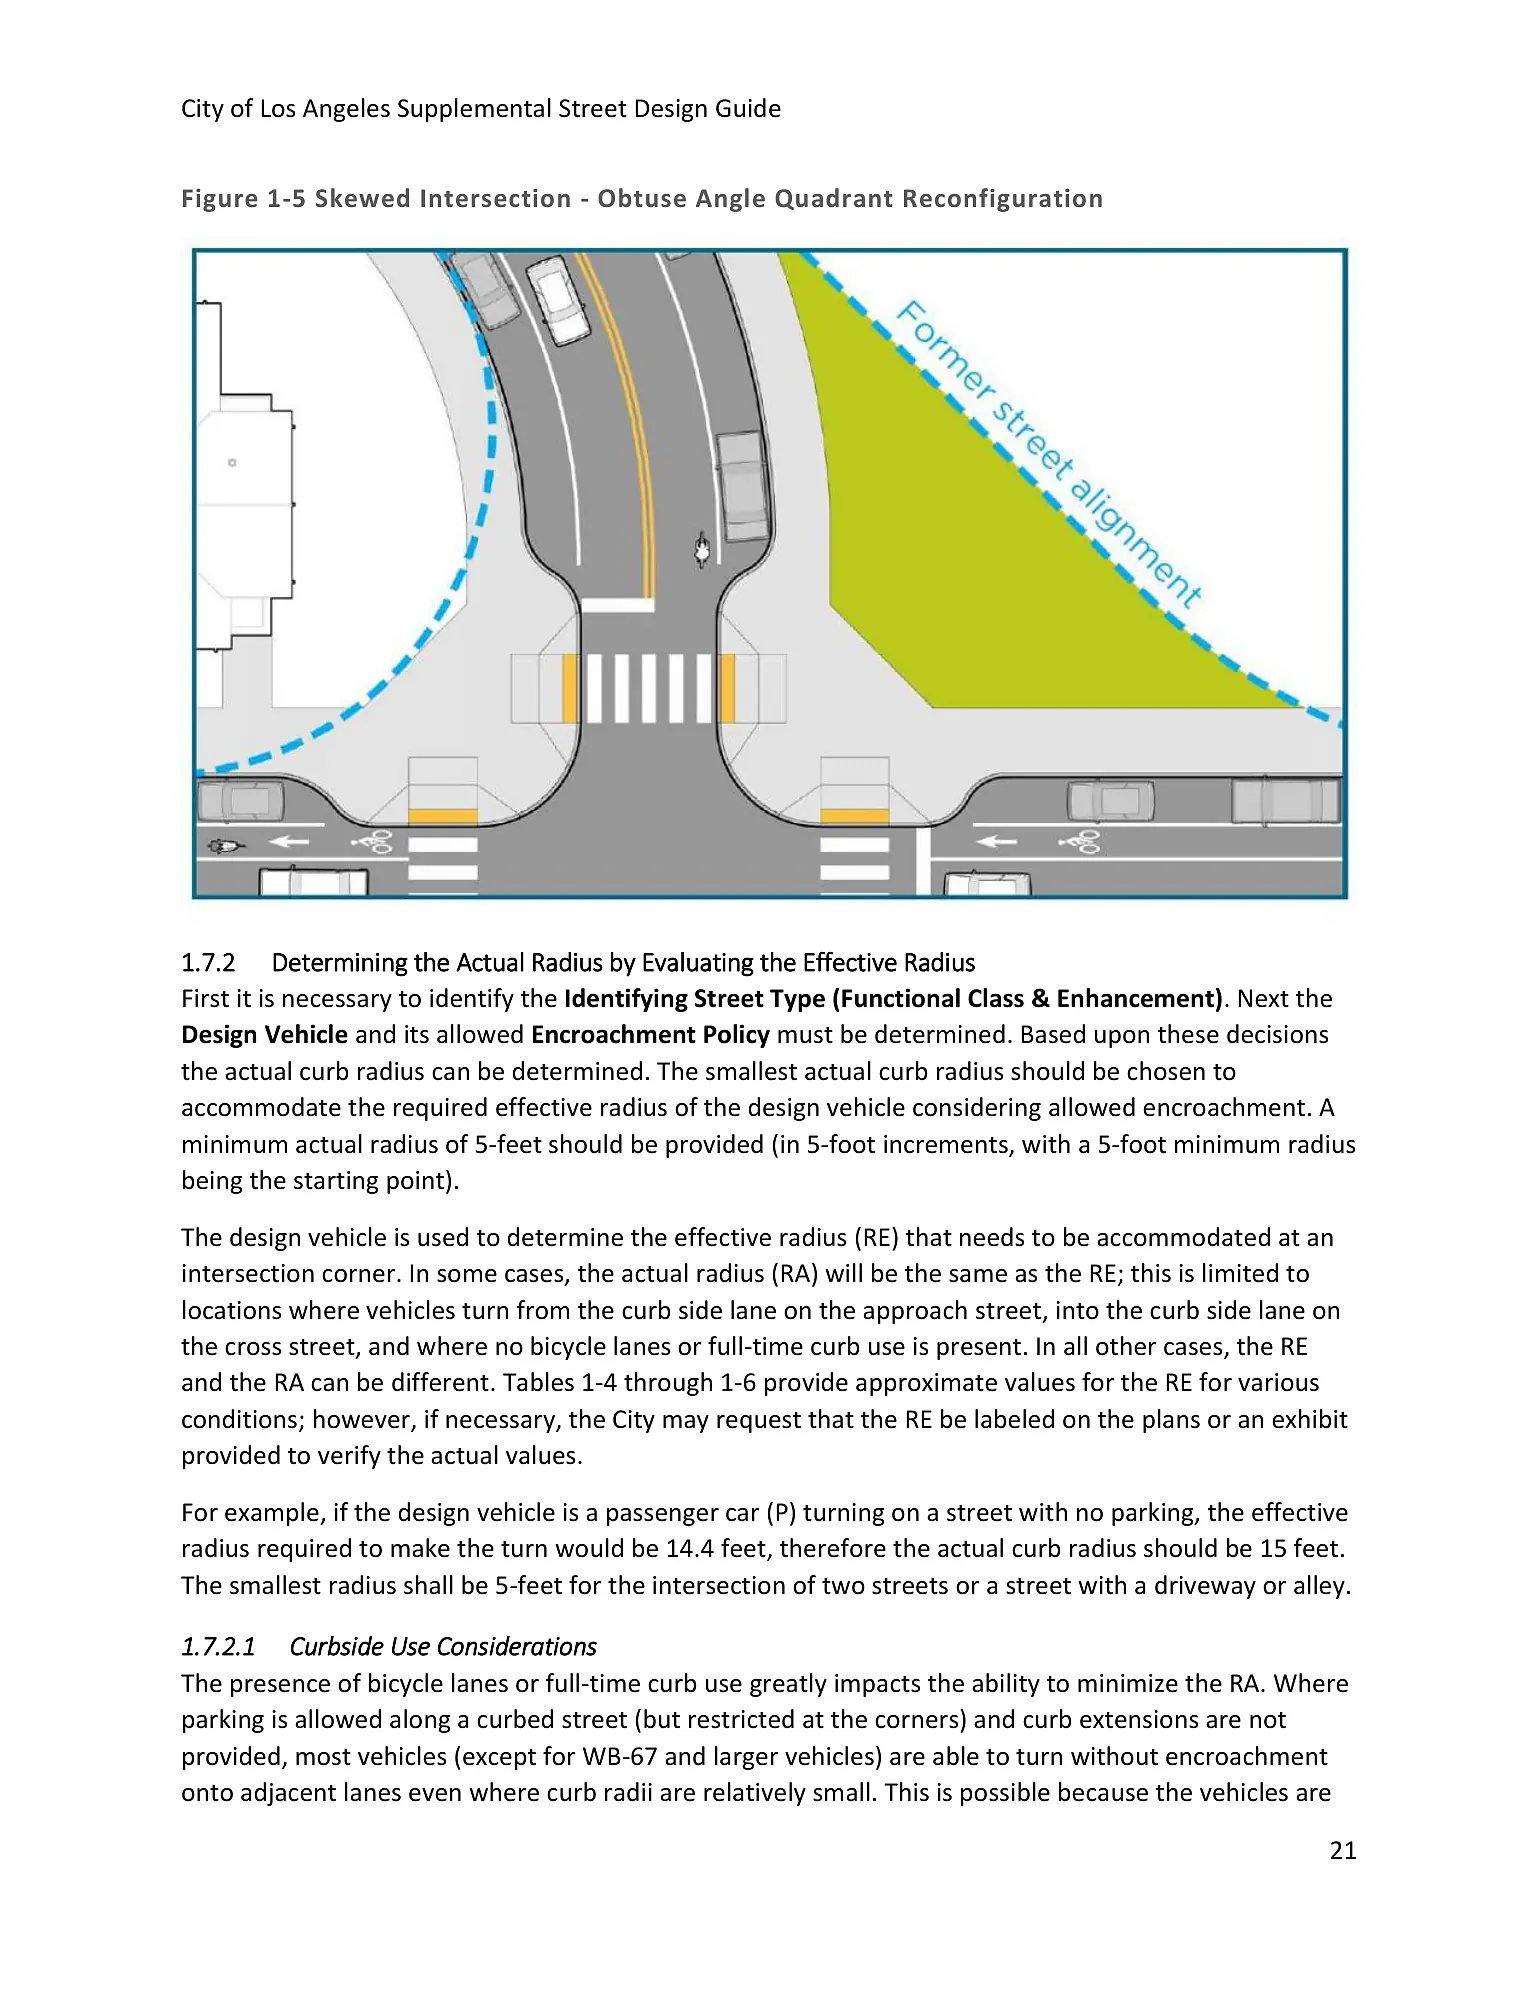 City of Los Angeles Supplemental Street Design Guide
Figure 1-5 Skewed Intersection - Obtuse Angle Quadrant Reconfiguration
Former street alignment
1.7.2 Determining the Actual Radius by Evaluating the Effective Radius
First it is necessary to identify the Identifying Street Type (Functional Class & Enhancement). Next the
Design Vehicle and its allowed Encroachment Policy must be determined. Based upon these decisions
the actual curb radius can be determined. The smallest actual curb radius should be chosen to
accommodate the required effective radius of the design vehicle considering allowed encroachment. A
minimum actual radius of 5-feet should be provided (in 5-foot increments, with a 5-foot minimum radius
being the starting point).
The design vehicle is used to determine the effective radius (RE) that needs to be accommodated at an
intersection corner. In some cases, the actual radius (RA) will be the same as the RE; this is limited to
locations where vehicles turn from the curb side lane on the approach street, into the curb side lane on
the cross street, and where no bicycle lanes or full-time curb use is present. In all other cases, the RE
and the RA can be different. Tables 1-4 through 1-6 provide approximate values for the RE for various
conditions; however, if necessary, the City may request that the RE be labeled on the plans or an exhibit
provided to verify the actual values.
For example, if the design vehicle is a passenger car (P) turning on a street with no parking, the effective
radius required to make the turn would be 14.4 feet, therefore the actual curb radius should be 15 feet.
The smallest radius shall be 5-feet for the intersection of two streets or a street with a driveway or alley.
1.7.2.1 Curbside Use Considerations
The presence of bicycle lanes or full-time curb use greatly impacts the ability to minimize the RA. Where
parking is allowed along a curbed street (but restricted at the corners) and curb extensions are not
provided, most vehicles (except for WB-67 and larger vehicles) are able to turn without encroachment
onto adjacent lanes even where curb radii are relatively small. This is possible because the vehicles are
21